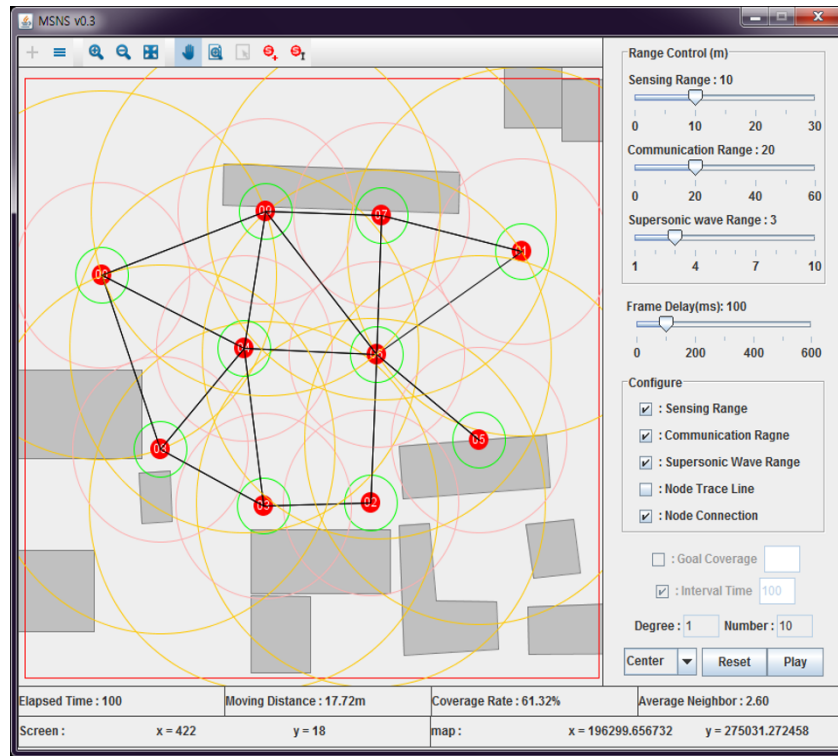 MSNS v0.3
Range Control (m)
Sensing Range : 10
0 10 20 30
Communication Range : 20
0 20 40 60
Supersonic wave Range : 3
1 4 7 10
Frame Delay(ms): 100
0 200 400 600
Configure
: Sensing Range
: Communication Ragne
: Supersonic Wave Range
: Node Trace Line
: Node Connection
: Goal Coverage
: Interval Time 100
Degree : 1 Number : 10
Center Reset Play
07
03
02
Elapsed Time : 100 Moving Distance : 17.72m Coverage Rate : 61.32% Average Neighbor : 2.60
Screen : x = 422 y = 18 map : x = 196299.656732 y = 275031.272458